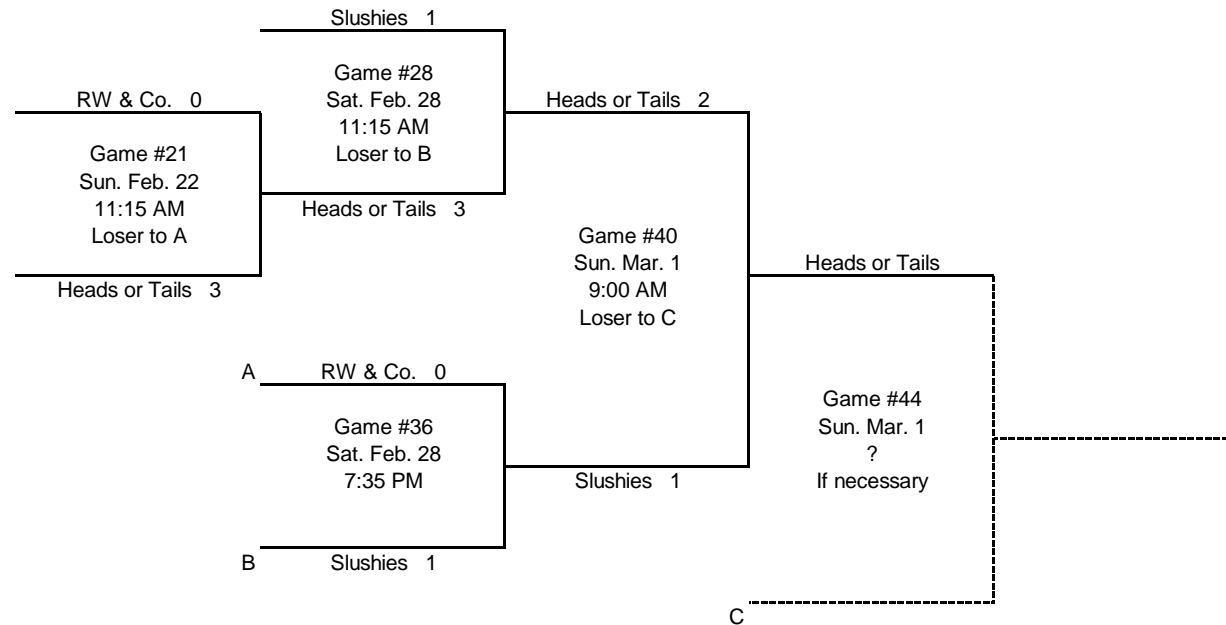 Slushies 1
Game #28
Sat. Feb. 28
11:15 AM
Loser to B
RW & Co. 0
Heads or Tails 2
Game #21
Sun. Feb. 22
11:15 AM
Loser to A
Heads or Tails 3
Heads or Tails 3
Game #40
Sun. Mar. 1
9:00 AM
Loser to C
Heads or Tails
A
RW & Co. 0
Game #36
Sat. Feb. 28
7:35 PM
Slushies 1
B
Slushies 1
Game #44
Sun. Mar. 1
?
If necessary
C